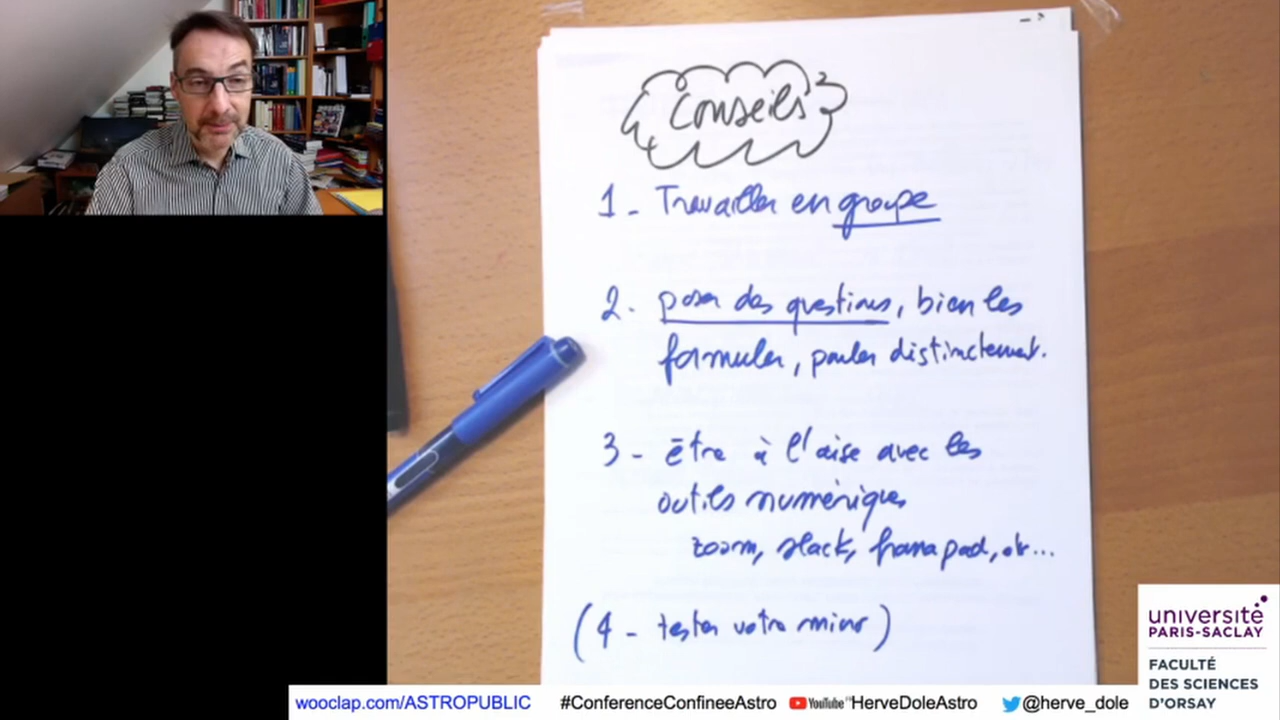 Conseils
1 - Travailler en groupe
2. poser des questions, bien les
formuler, parler distinctement.
3 - être à l'aise avec les
outils numériques
zoom, slack, framapad, etc...
(4 - tester votre micro)
université
PARIS-SACLAY
FACULTÉ
DES SCIENCES
D'ORSAY
wooclap.com/ASTROPUBLIC #ConferenceConfineeAstro YouTube HerveDoleAstro @herve_dole